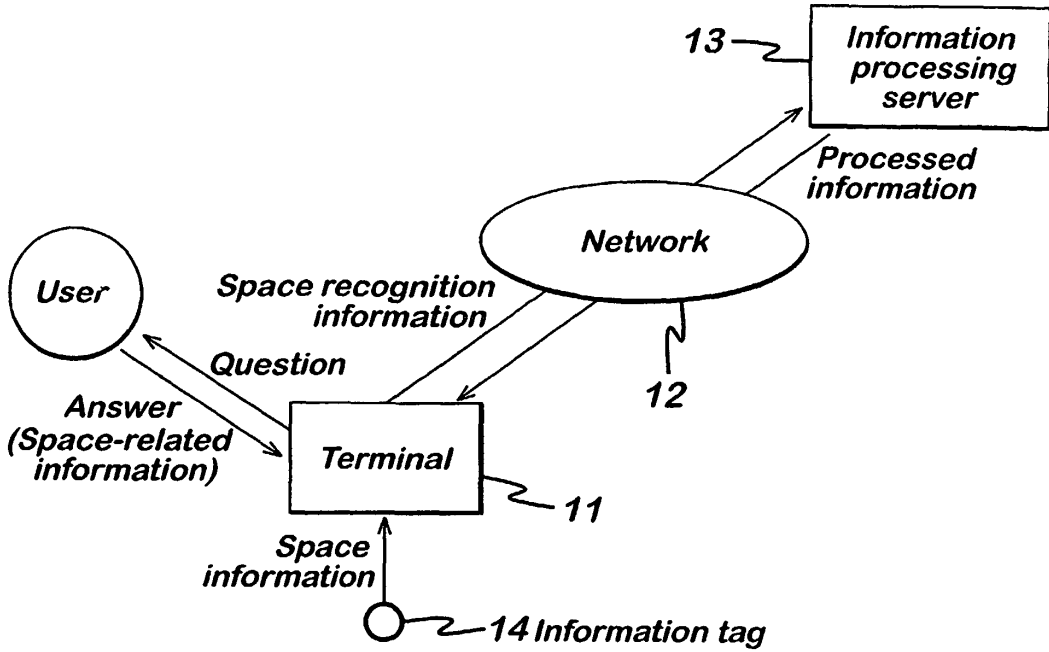 13
Information
processing
server
Processed
information
Network
12
Space recognition
information
User
Question
Answer
(Space-related
information)
Terminal
11
Space
information
14 Information tag